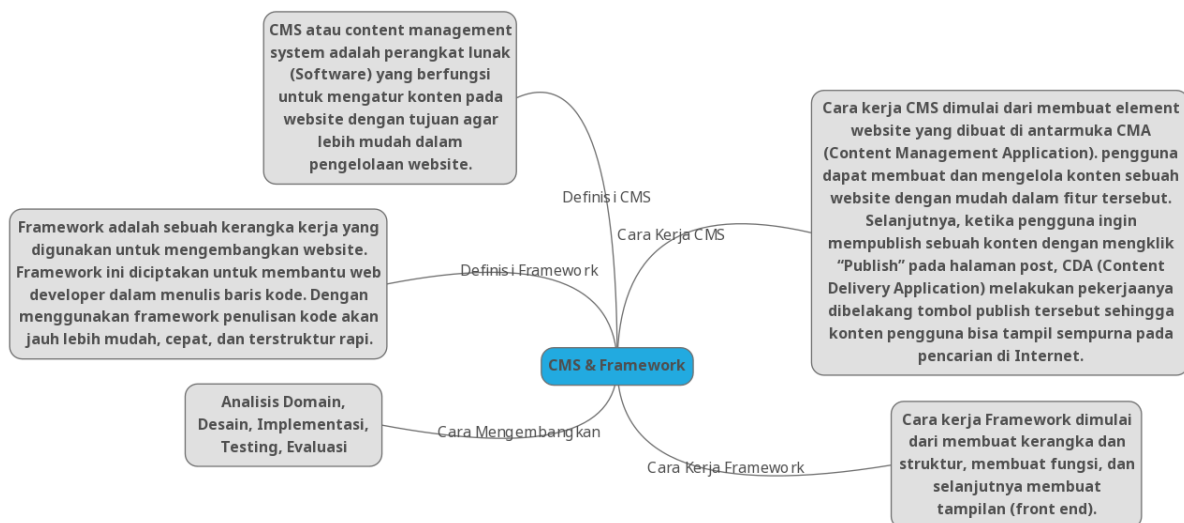 CMS atau content management
system adalah perangkat lunak
(Software) yang berfungsi
untuk mengatur konten pada
website dengan tujuan agar
lebih mudah dalam
pengelolaan website.
Definisi CMS
Cara kerja CMS dimulai dari membuat element
website yang dibuat di antarmuka CMA
(Content Management Application). pengguna
dapat membuat dan mengelola konten sebuah
website dengan mudah dalam fitur tersebut.
Selanjutnya, ketika pengguna ingin
mempublish sebuah konten dengan mengklik
“Publish” pada halaman post, CDA (Content
Delivery Application) melakukan pekerjaanya
dibelakang tombol publish tersebut sehingga
konten pengguna bisa tampil sempurna pada
pencarian di Internet.
Cara Kerja CMS
Framework adalah sebuah kerangka kerja yang
digunakan untuk mengembangkan website.
Framework ini diciptakan untuk membantu web
developer dalam menulis baris kode. Dengan
menggunakan framework penulisan kode akan
jauh lebih mudah, cepat, dan terstruktur rapi.
Definisi Framework
CMS & Framework
Analisis Domain,
Desain, Implementasi,
Testing, Evaluasi
Cara Mengembangkan
Cara Kerja Framework
Cara kerja Framework dimulai
dari membuat kerangka dan
struktur, membuat fungsi, dan
selanjutnya membuat
tampilan (front end).